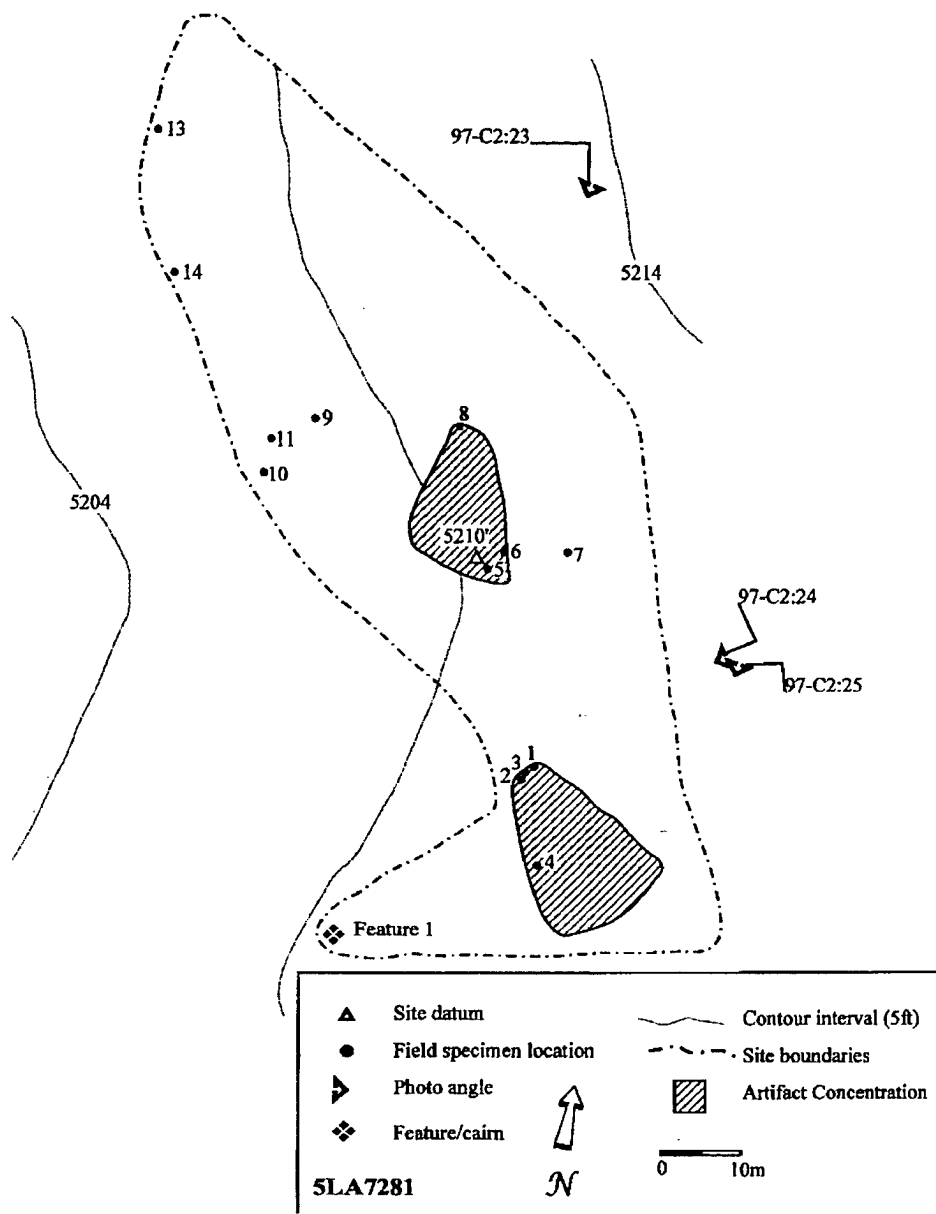 13
97-C2:23
14
5214
9
8
11
10
5204
5210'
6
7
5
97-C2:24
97-C2:25
1
3
2
4
Feature 1
Site datum
Contour interval (5ft)
Field specimen location
Site boundaries
Photo angle
Artifact Concentration
Feature/cairn
0 10m
5LA7281
N